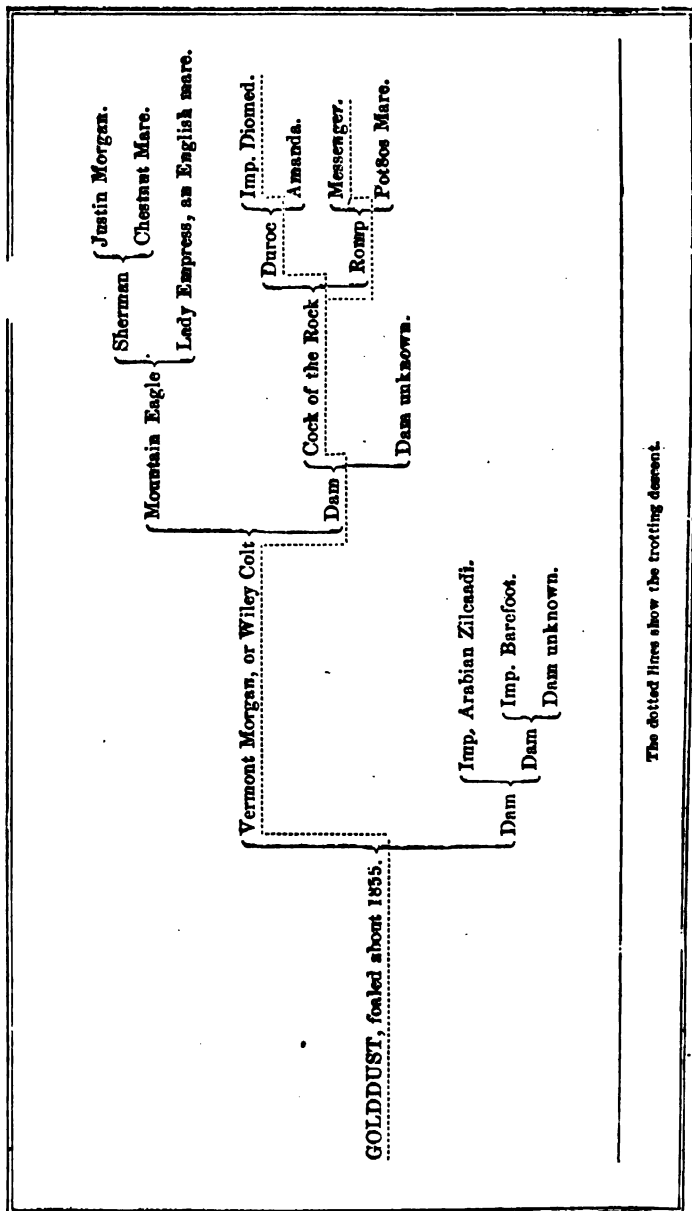 GOLDDUST, foaled about 1855.
Vermont Morgan, or Wiley Colt
Mountain Eagle
Sherman
Justin Morgan.
Chestnut Mare.
Lady Empress, an English mare.
Dam
Cock of the Rock
Duroc
Imp. Diomed.
Amanda.
Romp
Messenger.
Pot8os Mare.
Dam unknown.
Dam
Imp. Arabian Zilcaadi.
Dam
Imp. Barefoot.
Dam unknown.
The dotted lines show the trotting descent.